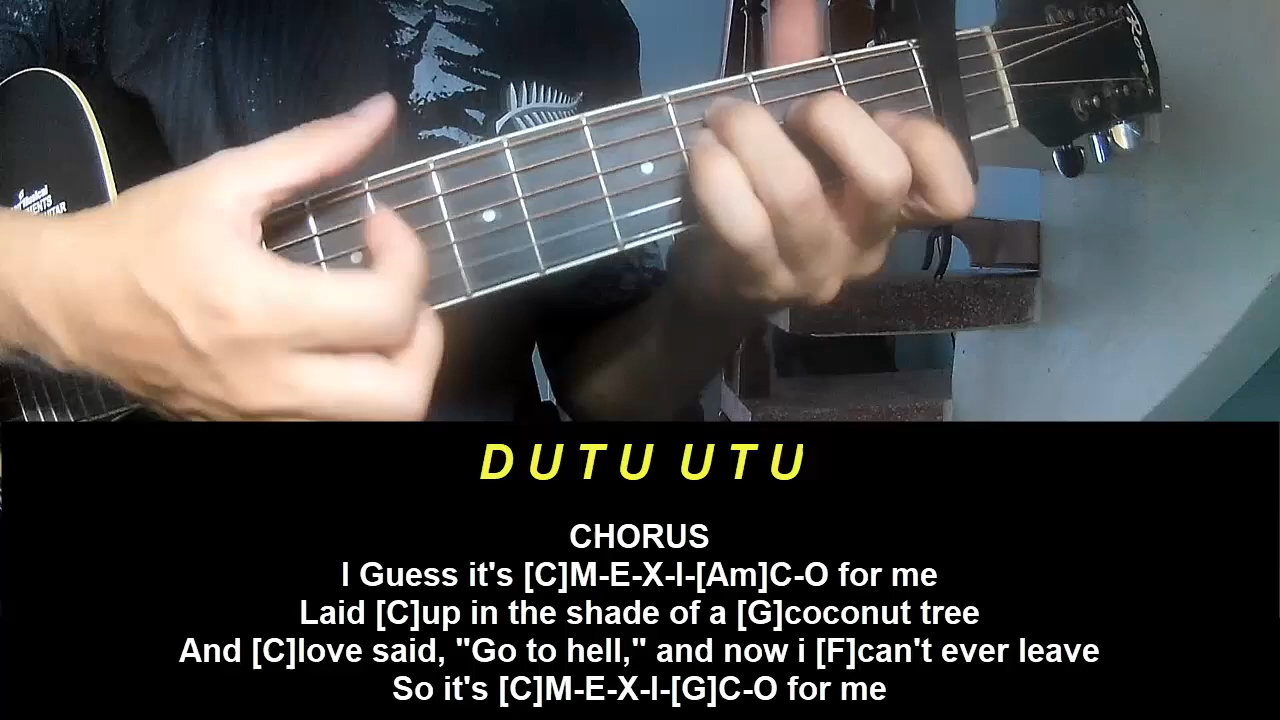 Rosse
D U T U U T U
CHORUS
I Guess it's [C]M-E-X-I-[Am]C-O for me
Laid [C]up in the shade of a [G]coconut tree
And [C]love said, "Go to hell," and now i [F]can't ever leave
So it's [C]M-E-X-I-[G]C-O for me